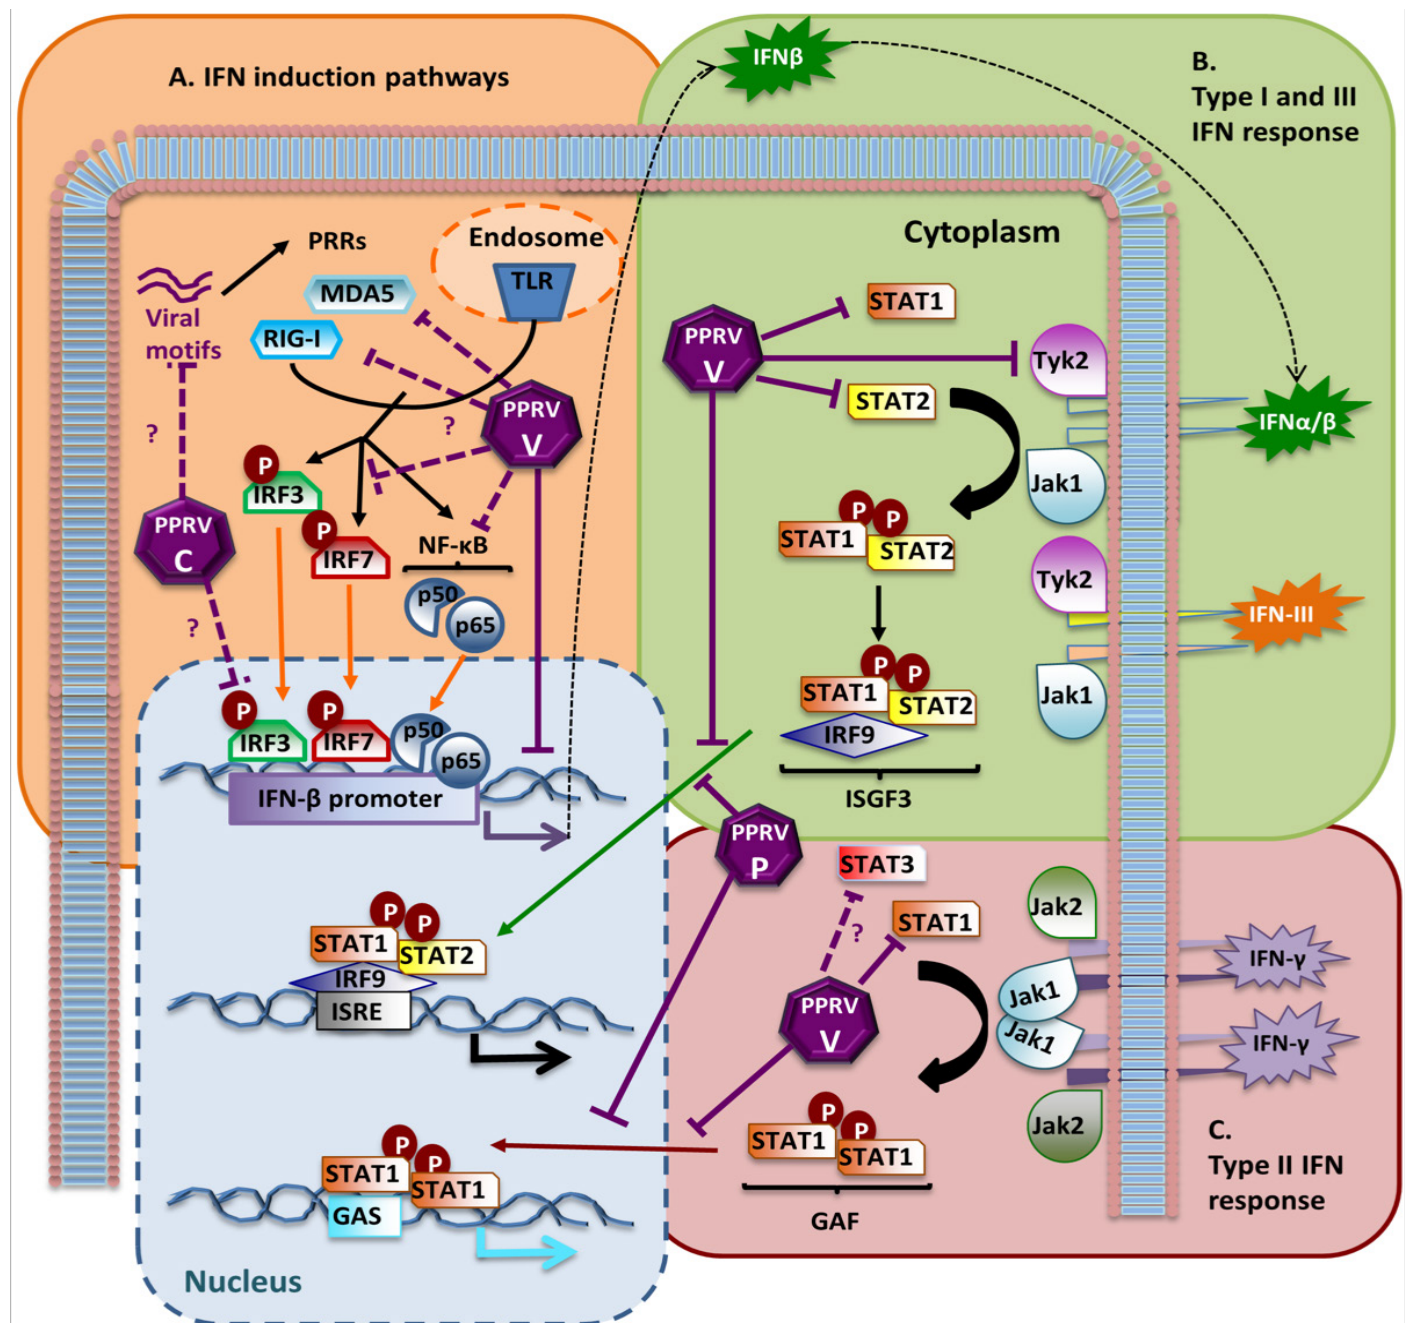 A. IFN induction pathways
IFNβ
B.
Type I and III
IFN response
PRRs
Endosome
TLR
MDA5
Viral
motifs
RIG-I
?
?
PPRV
V
P
IRF3
P
IRF7
NF-κB
p50
p65
PPRV
C
?
P
IRF3
P
IRF7
p50
p65
IFN-β promoter
Cytoplasm
STAT1
PPRV
V
Tyk2
STAT2
IFNα/β
Jak1
P
P
STAT1
STAT2
Tyk2
IFN-III
Jak1
P
P
STAT1
STAT2
IRF9
ISGF3
PPRV
P
STAT3
?
STAT1
PPRV
V
Jak2
IFN-γ
Jak1
Jak1
IFN-γ
Jak2
P
P
STAT1
STAT1
GAF
C.
Type II IFN
response
P
P
STAT1
STAT2
IRF9
ISRE
P
P
STAT1
STAT1
GAS
Nucleus